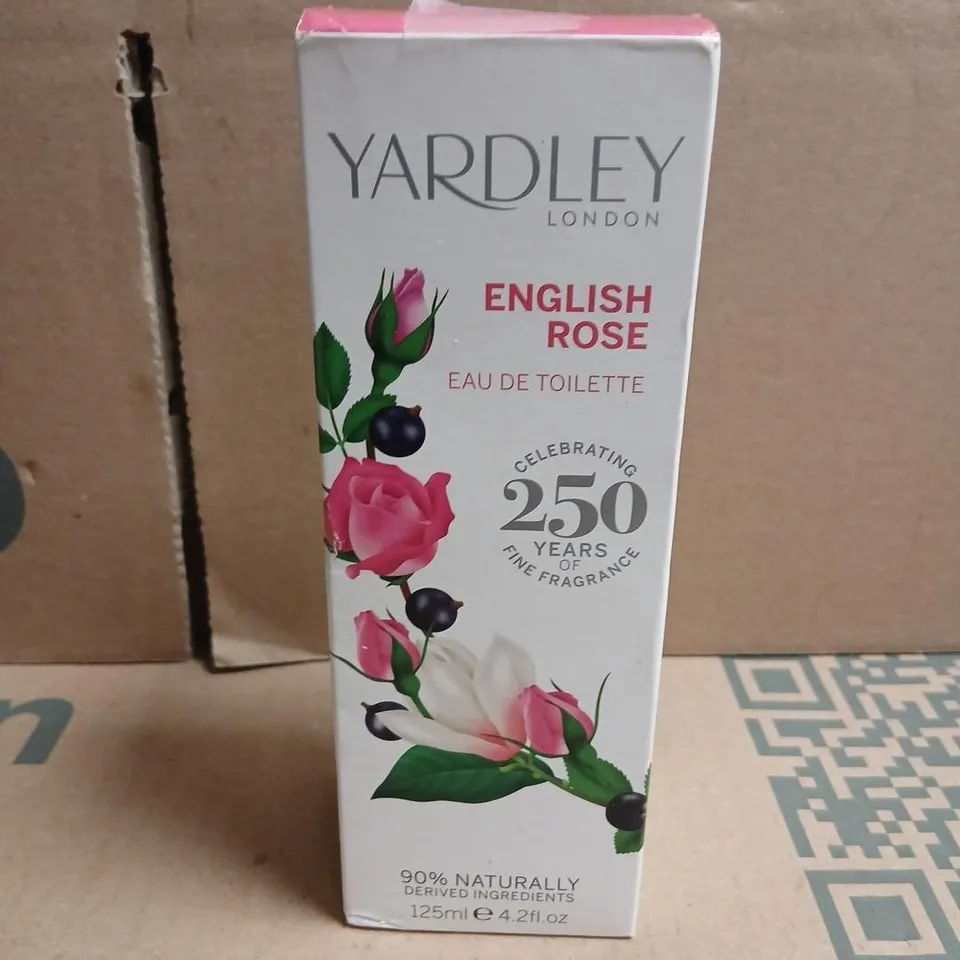 YARDLEY
LONDON
ENGLISH
ROSE
EAU DE TOILETTE
CELEBRATING
250
YEARS
OF
FINE FRAGRANCE
90% NATURALLY
DERIVED INGREDIENTS
125ml e 4.2fl.oz
n